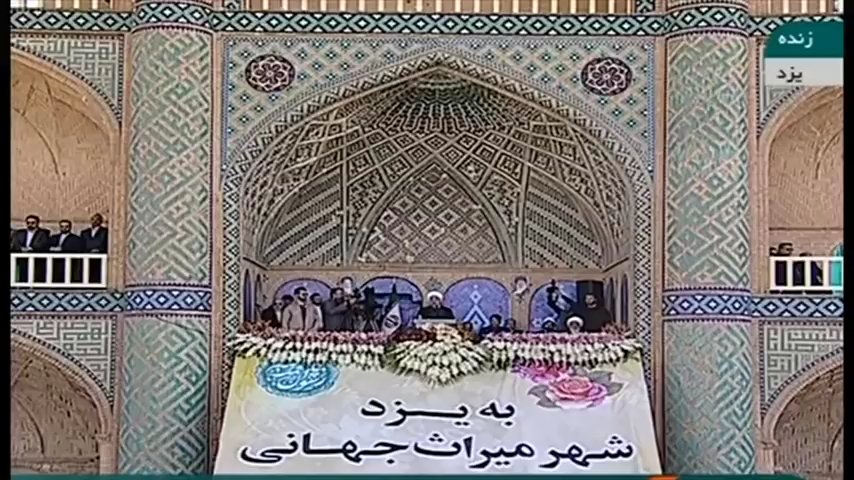 زنده
یزد
به یزد
شهر میراث جهانی